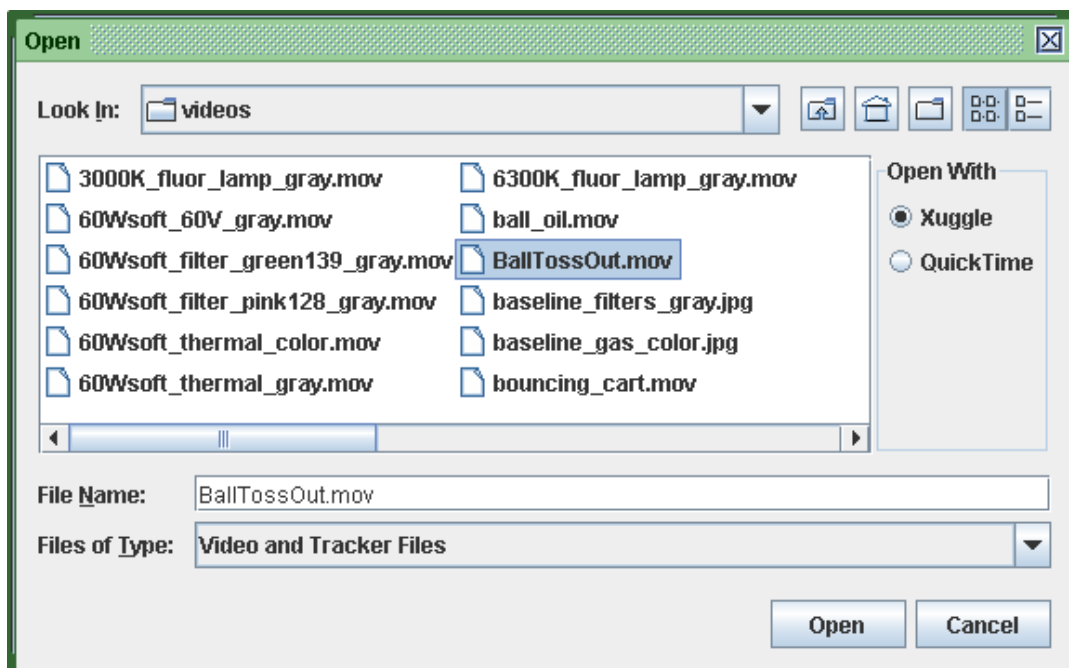 Open
Look In: videos
3000K_fluor_lamp_gray.mov
60Wsoft_60V_gray.mov
60Wsoft_filter_green139_gray.mov
60Wsoft_filter_pink128_gray.mov
60Wsoft_thermal_color.mov
60Wsoft_thermal_gray.mov
6300K_fluor_lamp_gray.mov
ball_oil.mov
BallTossOut.mov
baseline_filters_gray.jpg
baseline_gas_color.jpg
bouncing_cart.mov
Open With
Xuggle
QuickTime
File Name: BallTossOut.mov
Files of Type: Video and Tracker Files
Open Cancel